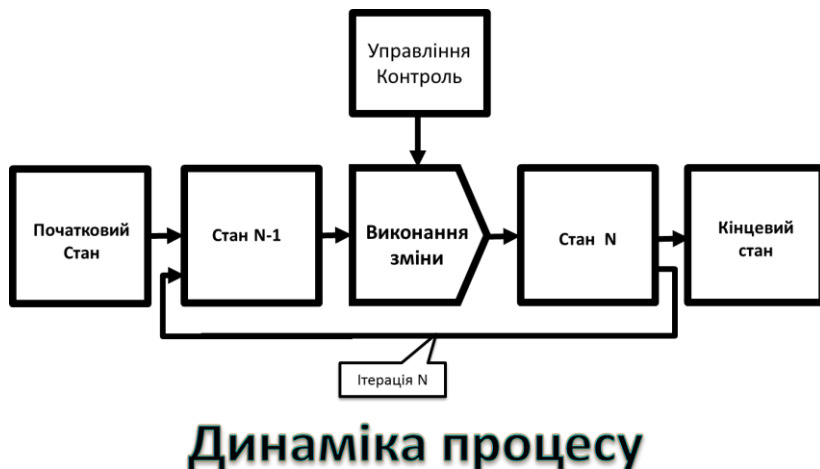 Управління
Контроль
Початковий
Стан
Стан N-1
Виконання
зміни
Стан N
Кінцевий
стан
Ітерація N
Динаміка процесу